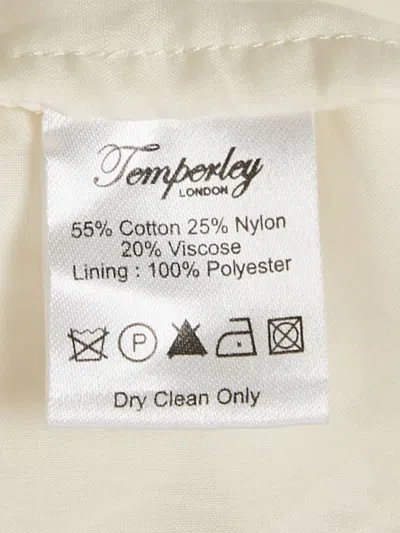 Temperley
LONDON
55% Cotton 25% Nylon
20% Viscose
Lining : 100% Polyester
P
Dry Clean Only